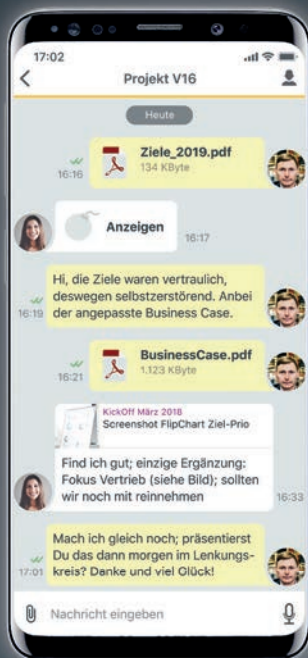 17:02
Projekt V16
Heute
Ziele_2019.pdf
134 KByte
16:16
Anzeigen
16:17
Hi, die Ziele waren vertraulich,
deswegen selbstzerstörend. Anbei
der angepasste Business Case.
16:19
BusinessCase.pdf
1.123 KByte
16:21
KickOff März 2018
Screenshot FlipChart Ziel-Prio
Find ich gut; einzige Ergänzung:
Fokus Vertrieb (siehe Bild); sollten
wir noch mit reinnehmen
16:33
Mach ich gleich noch; präsentierst
Du das dann morgen im Lenkungs-
kreis? Danke und viel Glück!
17:01
Nachricht eingeben